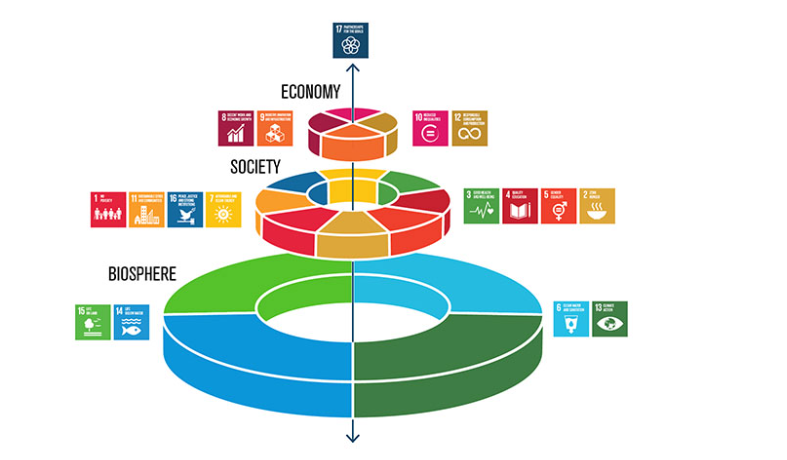 17 PARTNERSHIPS
FOR THE GOALS
ECONOMY
8 DECENT WORK AND
ECONOMIC GROWTH
9 INDUSTRY, INNOVATION
AND INFRASTRUCTURE
10 REDUCED
INEQUALITIES
12 RESPONSIBLE
CONSUMPTION
AND PRODUCTION
SOCIETY
1 NO
POVERTY
11 SUSTAINABLE CITIES
AND COMMUNITIES
16 PEACE, JUSTICE
AND STRONG
INSTITUTIONS
7 AFFORDABLE AND
CLEAN ENERGY
3 GOOD HEALTH
AND WELL-BEING
4 QUALITY
EDUCATION
5 GENDER
EQUALITY
2 ZERO
HUNGER
BIOSPHERE
15 LIFE
ON LAND
14 LIFE
BELOW WATER
6 CLEAN WATER
AND SANITATION
13 CLIMATE
ACTION